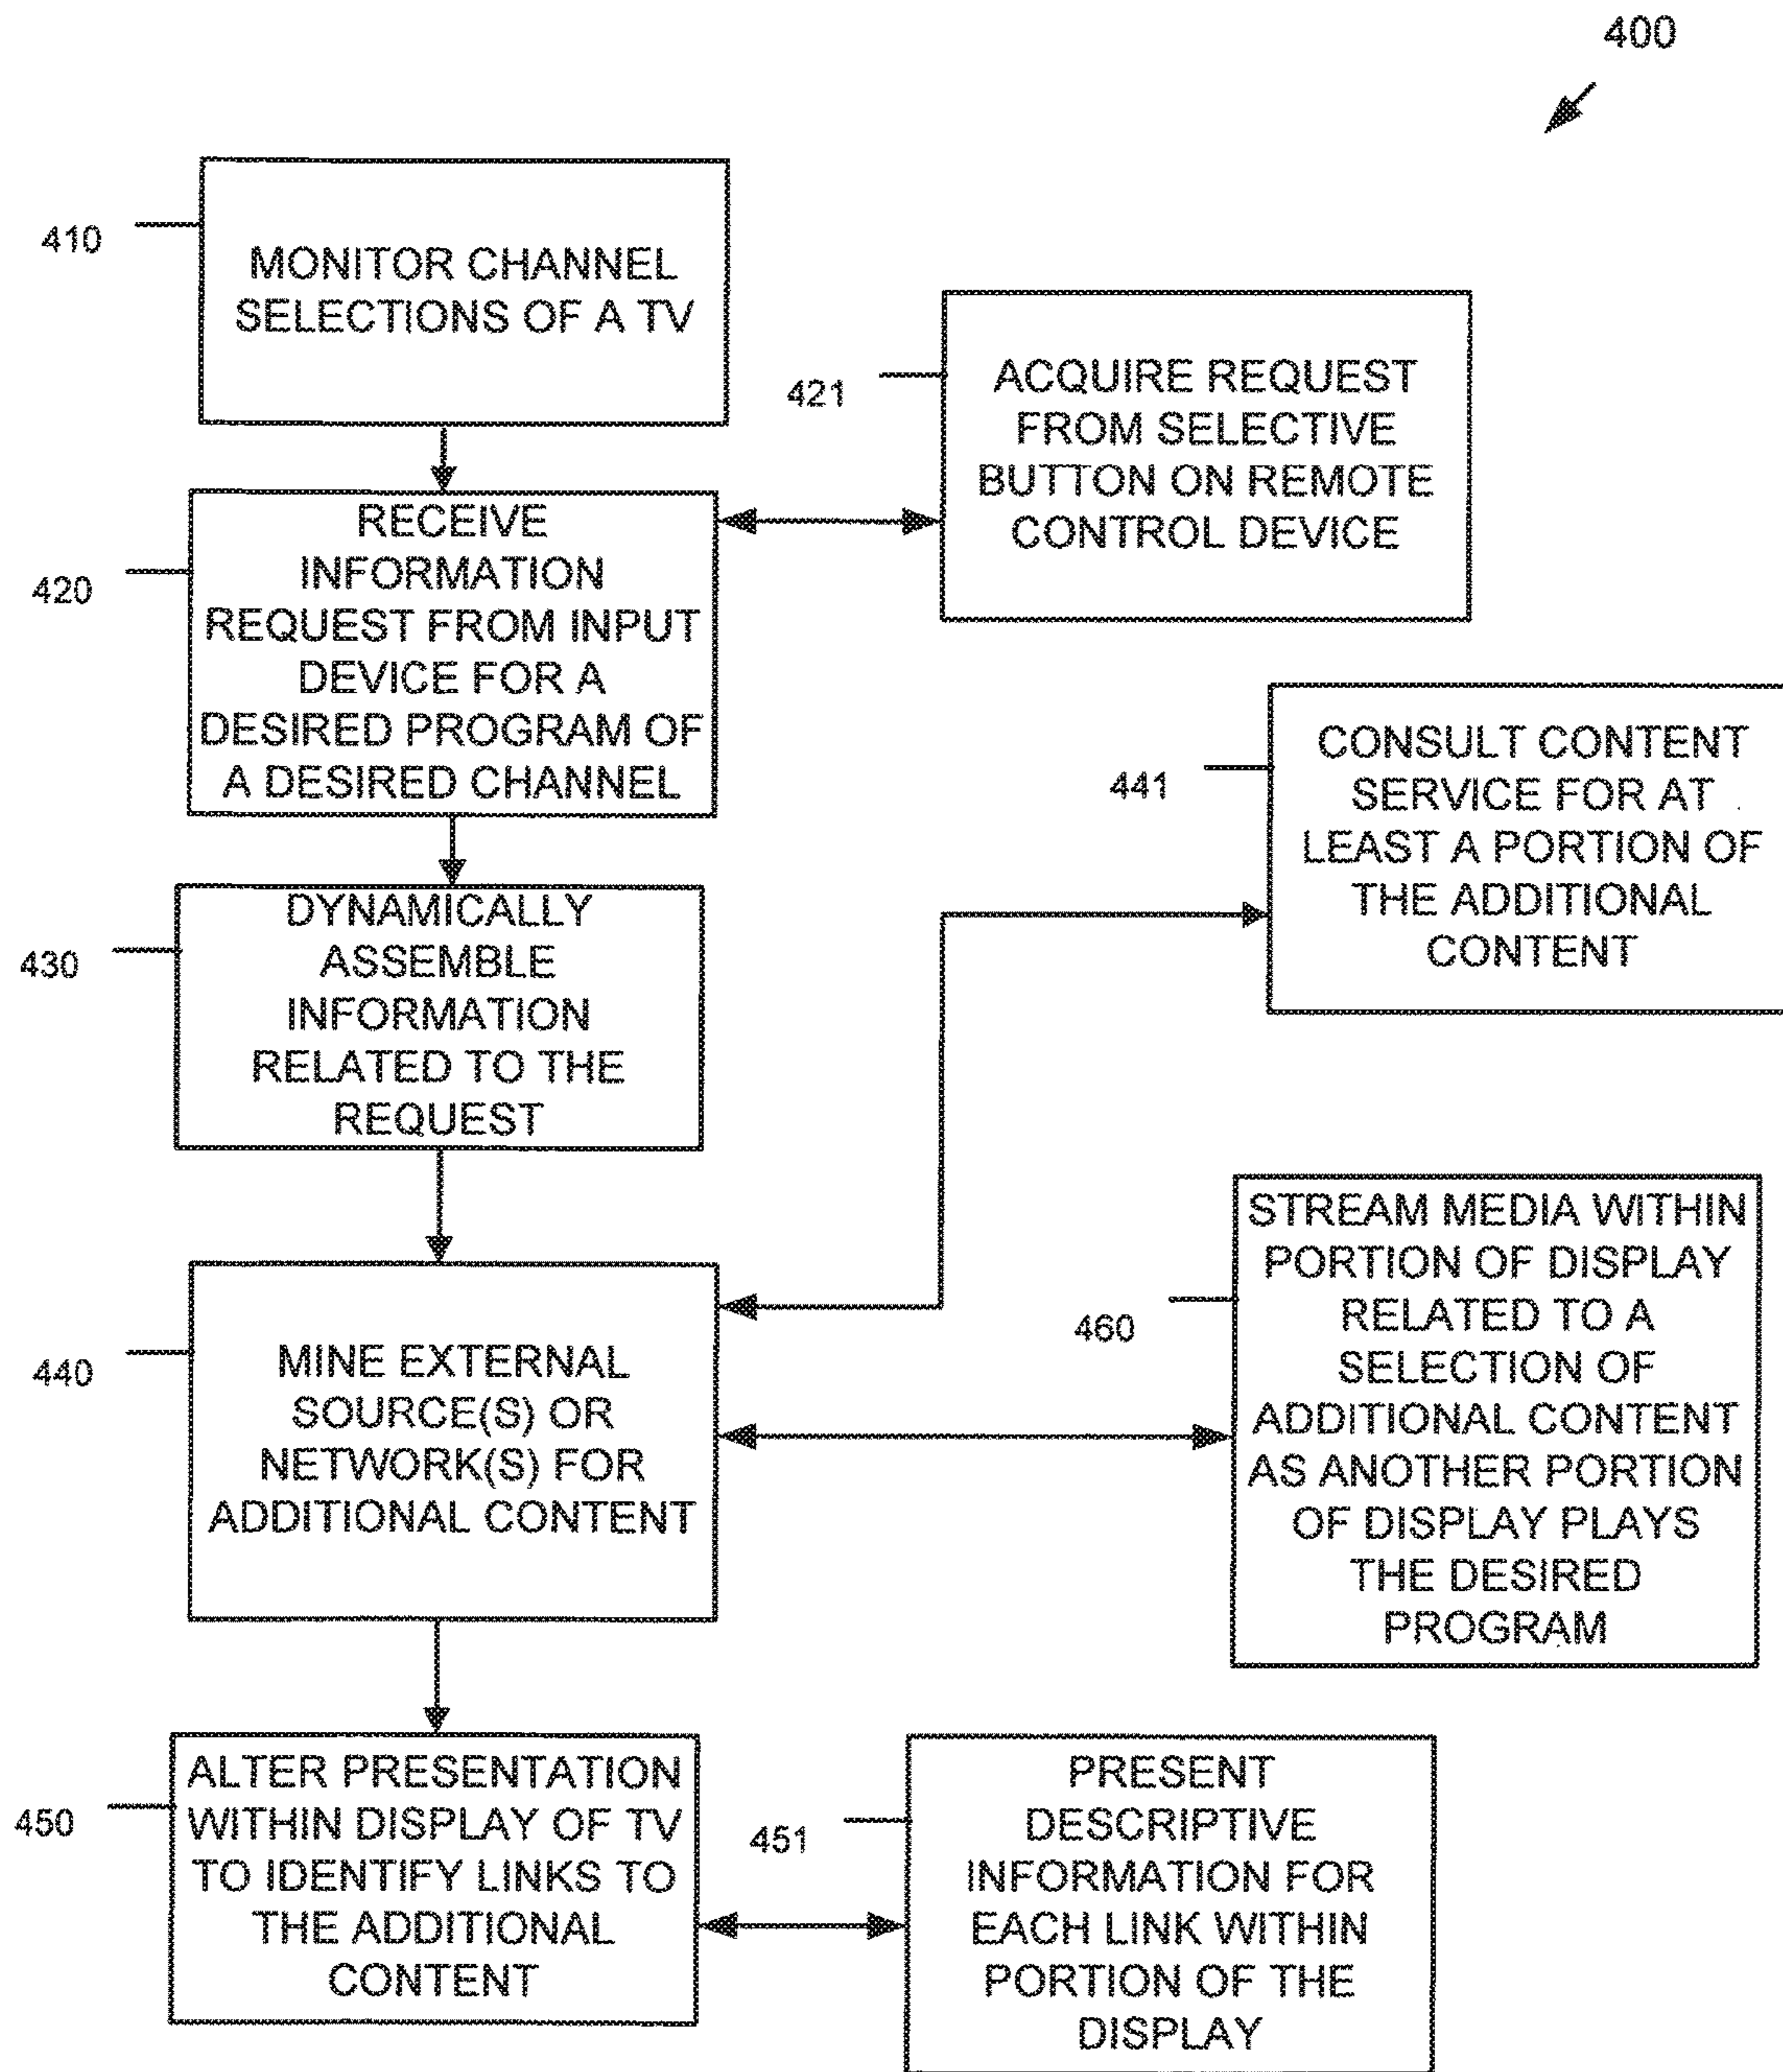 400
410
MONITOR CHANNEL
SELECTIONS OF A TV
421
ACQUIRE REQUEST
FROM SELECTIVE
BUTTON ON REMOTE
CONTROL DEVICE
420
RECEIVE
INFORMATION
REQUEST FROM INPUT
DEVICE FOR A
DESIRED PROGRAM OF
A DESIRED CHANNEL
441
CONSULT CONTENT
SERVICE FOR AT
LEAST A PORTION OF
THE ADDITIONAL
CONTENT
430
DYNAMICALLY
ASSEMBLE
INFORMATION
RELATED TO THE
REQUEST
440
MINE EXTERNAL
SOURCE(S) OR
NETWORK(S) FOR
ADDITIONAL CONTENT
460
STREAM MEDIA WITHIN
PORTION OF DISPLAY
RELATED TO A
SELECTION OF
ADDITIONAL CONTENT
AS ANOTHER PORTION
OF DISPLAY PLAYS
THE DESIRED
PROGRAM
450
ALTER PRESENTATION
WITHIN DISPLAY OF TV
TO IDENTIFY LINKS TO
THE ADDITIONAL
CONTENT
451
PRESENT
DESCRIPTIVE
INFORMATION FOR
EACH LINK WITHIN
PORTION OF THE
DISPLAY